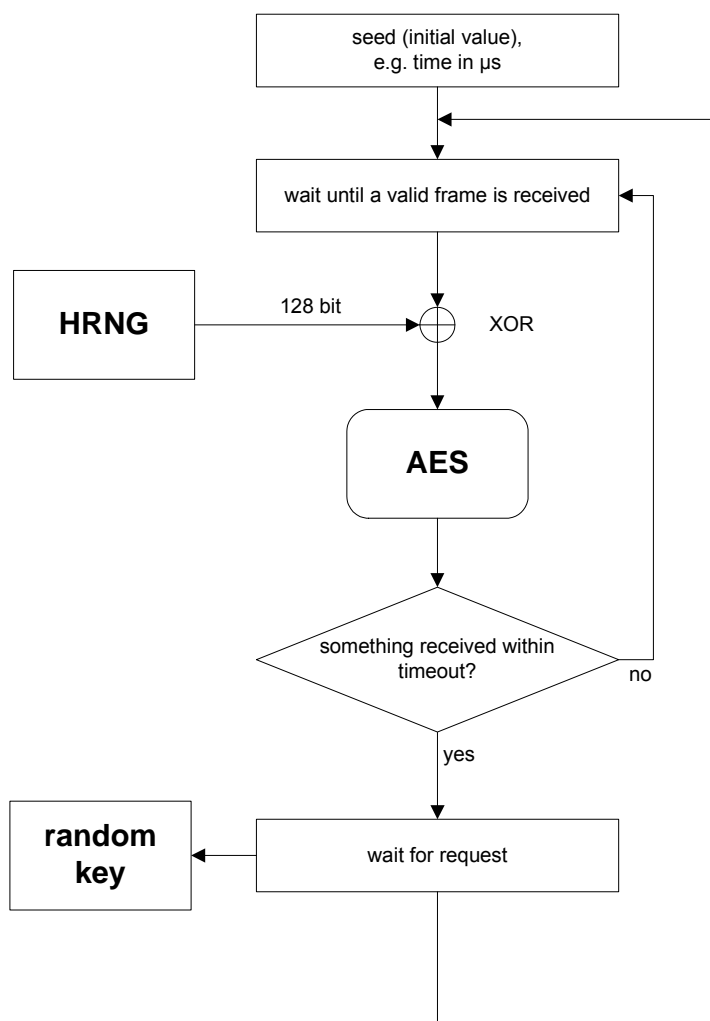 seed (initial value),
e.g. time in µs
wait until a valid frame is received
HRNG
128 bit
XOR
AES
something received within
timeout?
no
yes
random
key
wait for request